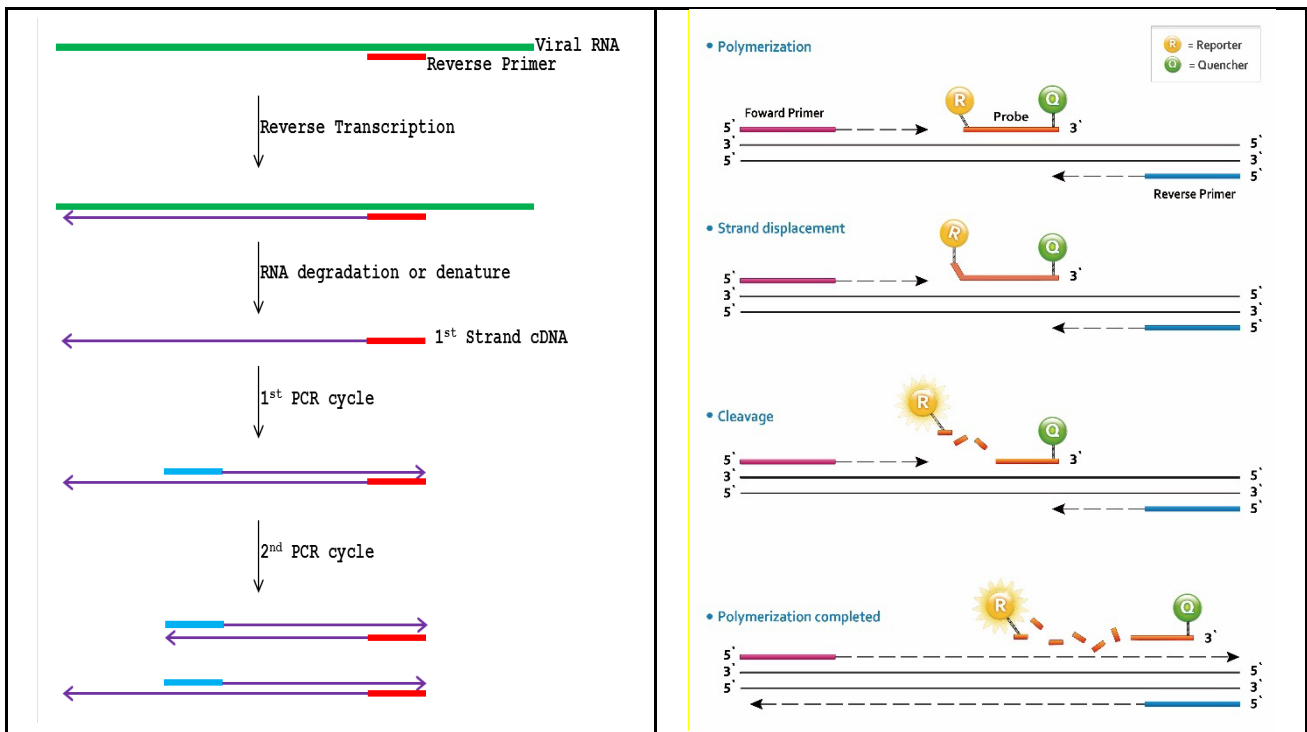 Viral RNA
Reverse Primer
Reverse Transcription
RNA degradation or denature
1st Strand cDNA
1st PCR cycle
2nd PCR cycle
• Polymerization
R = Reporter
Q = Quencher
R Q
Foward Primer Probe
5` 3`
3` 5`
5` 3`
5`
Reverse Primer
• Strand displacement
R Q
5` 3`
3` 5`
5` 3`
5`
• Cleavage
R Q
5` 3`
3` 5`
5` 3`
5`
• Polymerization completed
R Q
3`
5`
3` 5`
5` 3`
5`